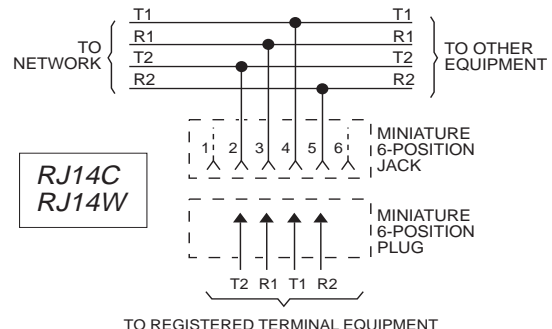 T1 T1
R1 R1
TO
NETWORK
TO OTHER
EQUIPMENT
T2 T2
R2 R2
1 2 3 4 5 6
MINIATURE
6-POSITION
JACK
RJ14C
RJ14W
MINIATURE
6-POSITION
PLUG
T2 R1 T1 R2
TO REGISTERED TERMINAL EQUIPMENT